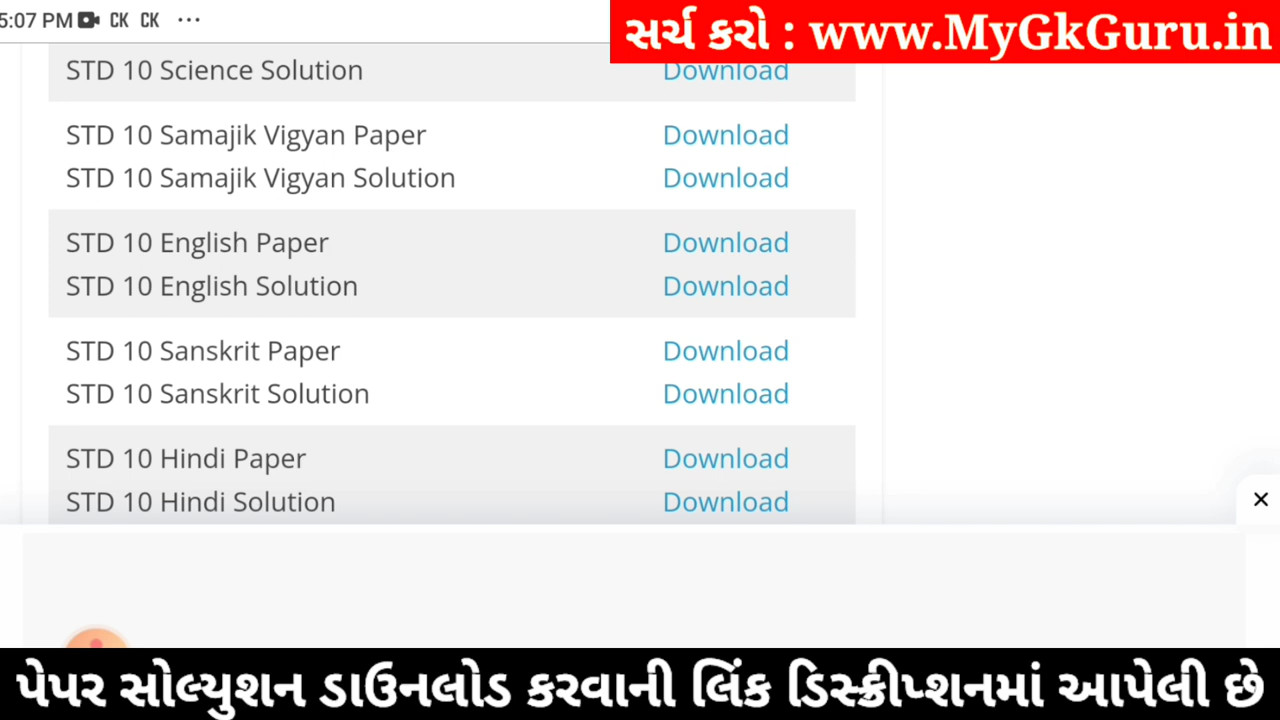 5:07 PM CK CK ...
સર્ચ કરો : www.MyGkGuru.in
STD 10 Science Solution Download
STD 10 Samajik Vigyan Paper Download
STD 10 Samajik Vigyan Solution Download
STD 10 English Paper Download
STD 10 English Solution Download
STD 10 Sanskrit Paper Download
STD 10 Sanskrit Solution Download
STD 10 Hindi Paper Download
STD 10 Hindi Solution Download
×
પેપર સોલ્યુશન ડાઉનલોડ કરવાની લિંક ડિસ્ક્રીપ્શનમાં આપેલી છે